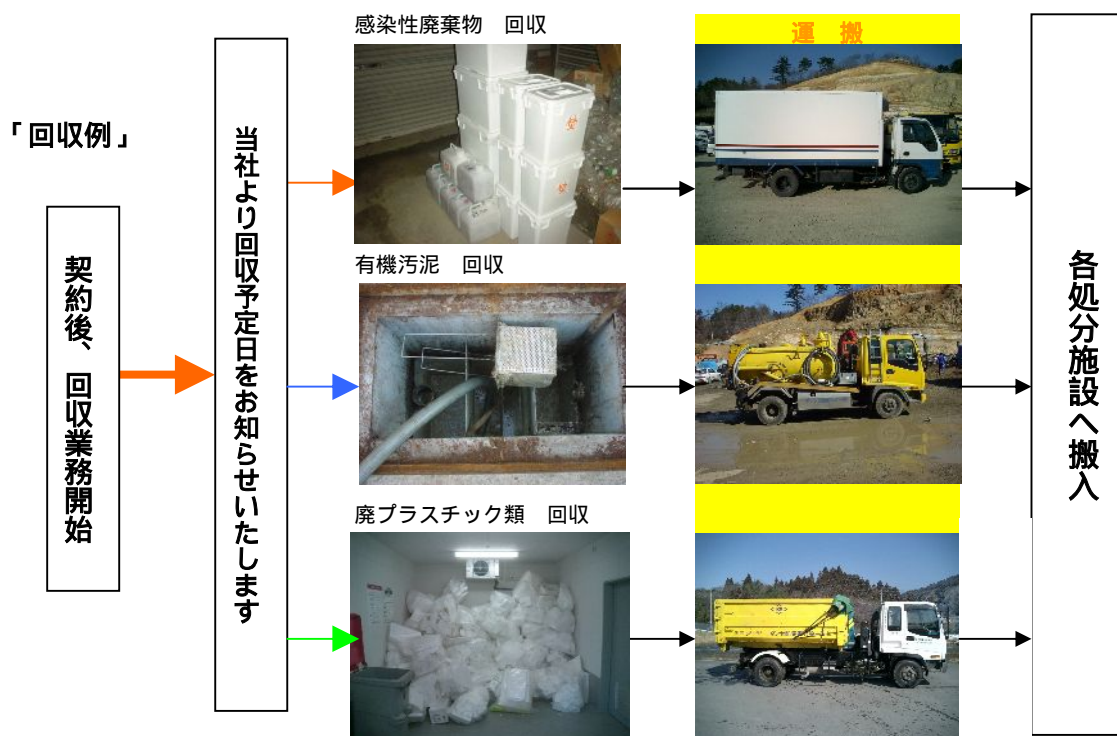 「回収例」
契約後、回収業務開始
当社より回収予定日をお知らせいたします
感染性廃棄物　回収
運　搬
有機汚泥　回収
廃プラスチック類　回収
各処分施設へ搬入